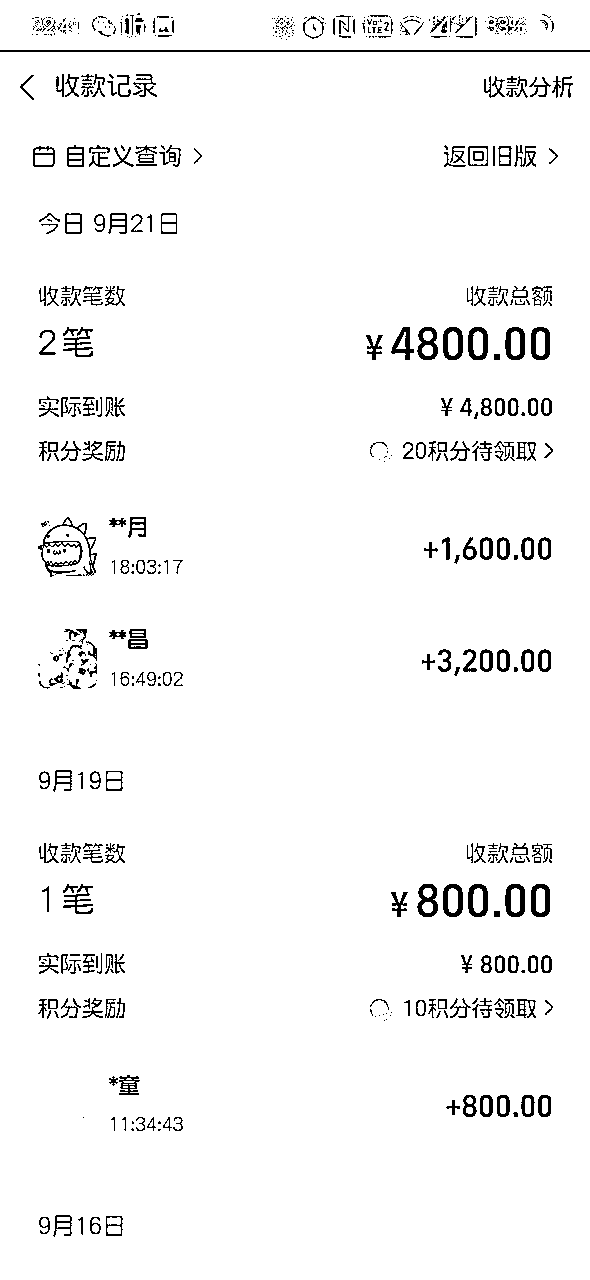 收款记录
收款分析
自定义查询
返回旧版
今日 9月21日
收款笔数
收款总额
2笔
¥4800.00
实际到账
¥ 4,800.00
积分奖励
20积分待领取
**月
+1,600.00
18:03:17
**昌
+3,200.00
16:49:02
9月19日
收款笔数
收款总额
1笔
¥800.00
实际到账
¥ 800.00
积分奖励
10积分待领取
*童
+800.00
11:34:43
9月16日